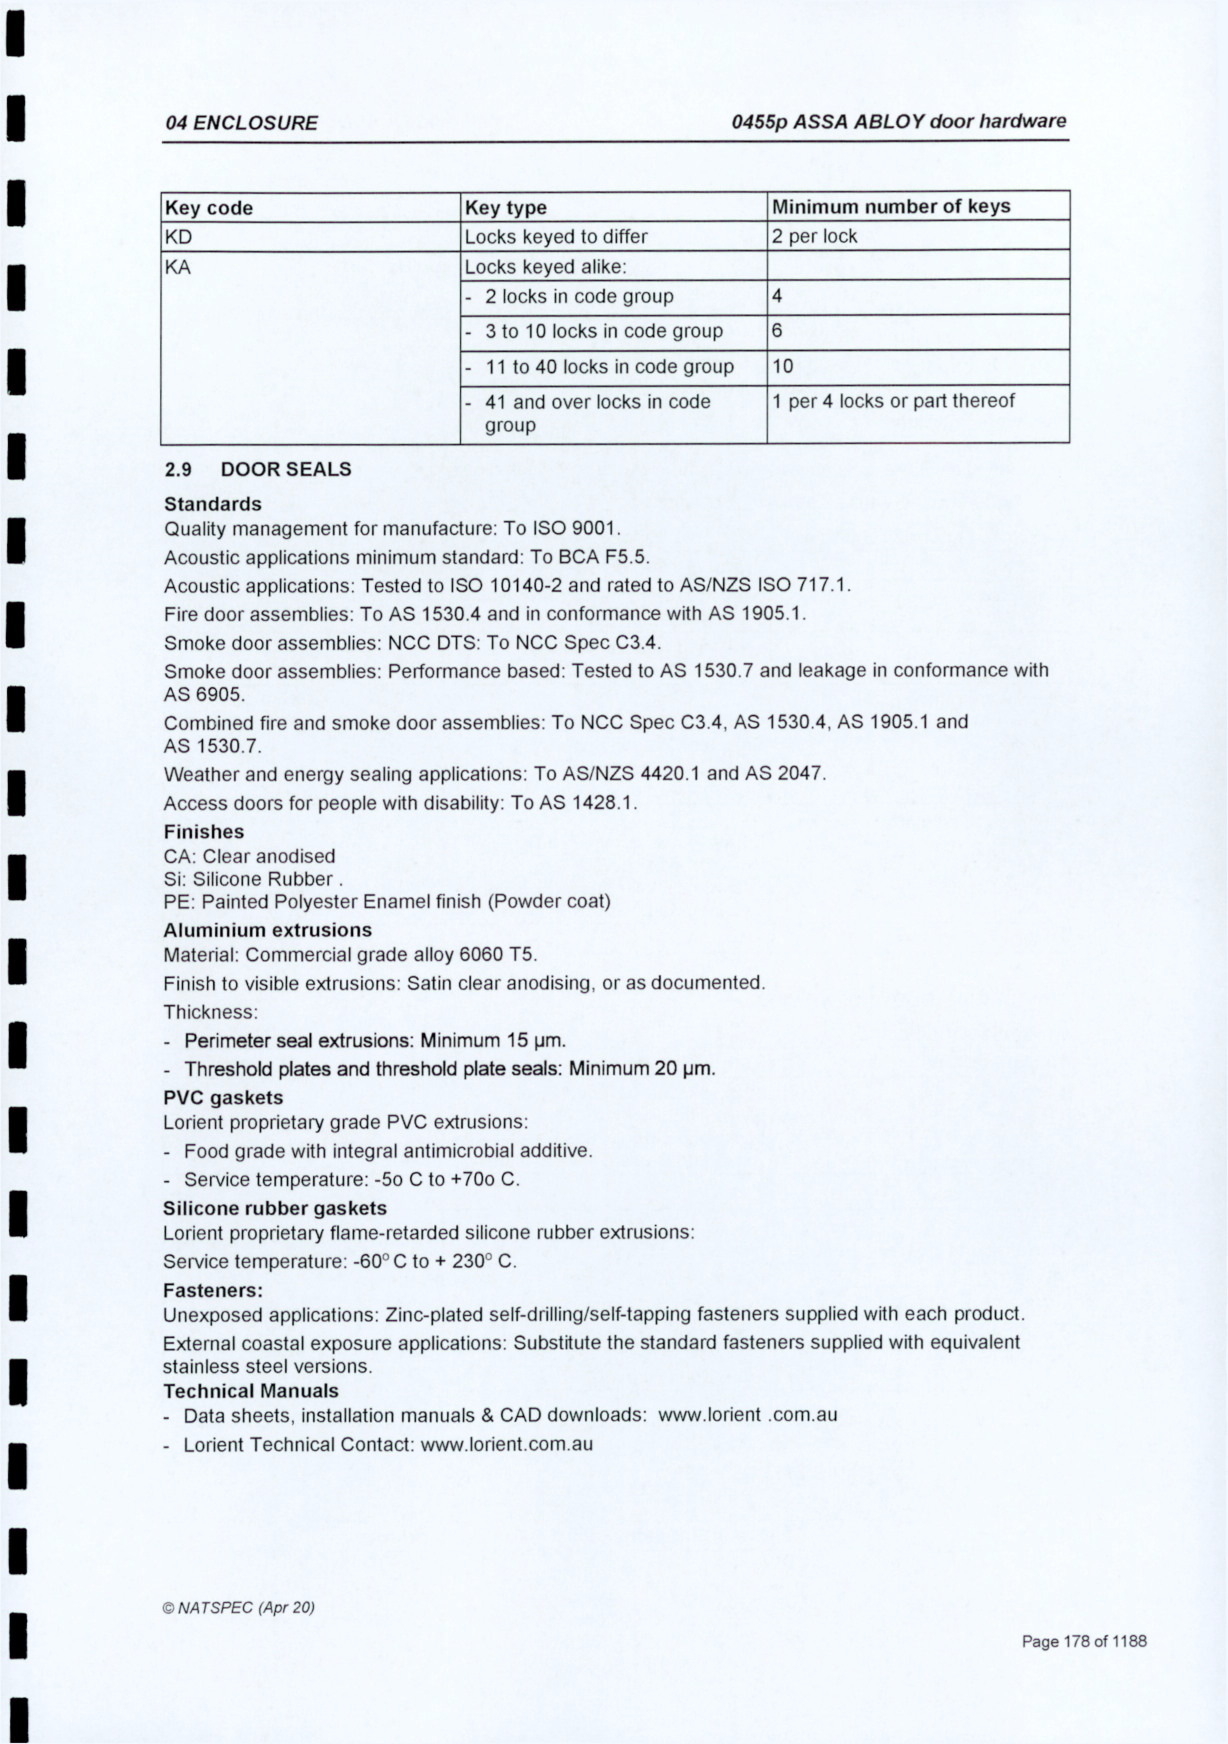 04 ENCLOSURE 0455p ASSA ABLOY door hardware
Key code Key type Minimum number of keys
KD Locks keyed to differ 2 per lock
KA Locks keyed alike:
- 2 locks in code group 4
- 3 to 10 locks in code group 6
- 11 to 40 locks in code group 10
- 41 and over locks in code 1 per 4 locks or part thereof
group
2.9 DOOR SEALS
Standards
Quality management for manufacture: To ISO 9001.
Acoustic applications minimum standard: To BCA F5.5.
Acoustic applications: Tested to ISO 10140-2 and rated to AS/NZS ISO 717.1.
Fire door assemblies: To AS 1530.4 and in conformance with AS 1905.1.
Smoke door assemblies: NCC DTS: To NCC Spec C3.4.
Smoke door assemblies: Performance based: Tested to AS 1530.7 and leakage in conformance with
AS 6905.
Combined fire and smoke door assemblies: To NCC Spec C3.4, AS 1530.4, AS 1905.1 and
AS 1530.7.
Weather and energy sealing applications: To AS/NZS 4420.1 and AS 2047.
Access doors for people with disability: To AS 1428.1.
Finishes
CA: Clear anodised
Si: Silicone Rubber .
PE: Painted Polyester Enamel finish (Powder coat)
Aluminium extrusions
Material: Commercial grade alloy 6060 T5.
Finish to visible extrusions: Satin clear anodising, or as documented.
Thickness:
- Perimeter seal extrusions: Minimum 15 µm.
- Threshold plates and threshold plate seals: Minimum 20 µm.
PVC gaskets
Lorient proprietary grade PVC extrusions:
- Food grade with integral antimicrobial additive.
- Service temperature: -5o C to +70o C.
Silicone rubber gaskets
Lorient proprietary flame-retarded silicone rubber extrusions:
Service temperature: -60° C to + 230° C.
Fasteners:
Unexposed applications: Zinc-plated self-drilling/self-tapping fasteners supplied with each product.
External coastal exposure applications: Substitute the standard fasteners supplied with equivalent
stainless steel versions.
Technical Manuals
- Data sheets, installation manuals & CAD downloads: www.lorient .com.au
- Lorient Technical Contact: www.lorient.com.au
© NATSPEC (Apr 20)
Page 178 of 1188